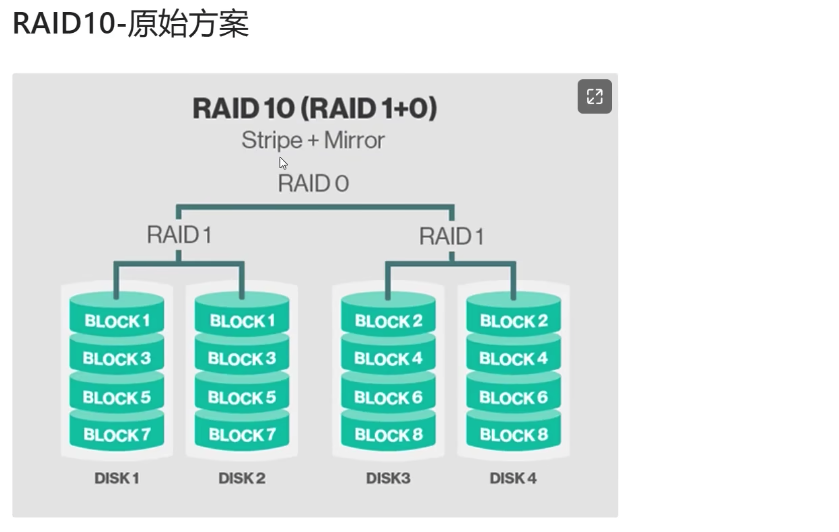 RAID10-原始方案
RAID 10 (RAID 1+0)
Stripe + Mirror
RAID 0
RAID 1 RAID 1
BLOCK 1 BLOCK 1 BLOCK 2 BLOCK 2
BLOCK 3 BLOCK 3 BLOCK 4 BLOCK 4
BLOCK 5 BLOCK 5 BLOCK 6 BLOCK 6
BLOCK 7 BLOCK 7 BLOCK 8 BLOCK 8
DISK 1 DISK 2 DISK3 DISK 4